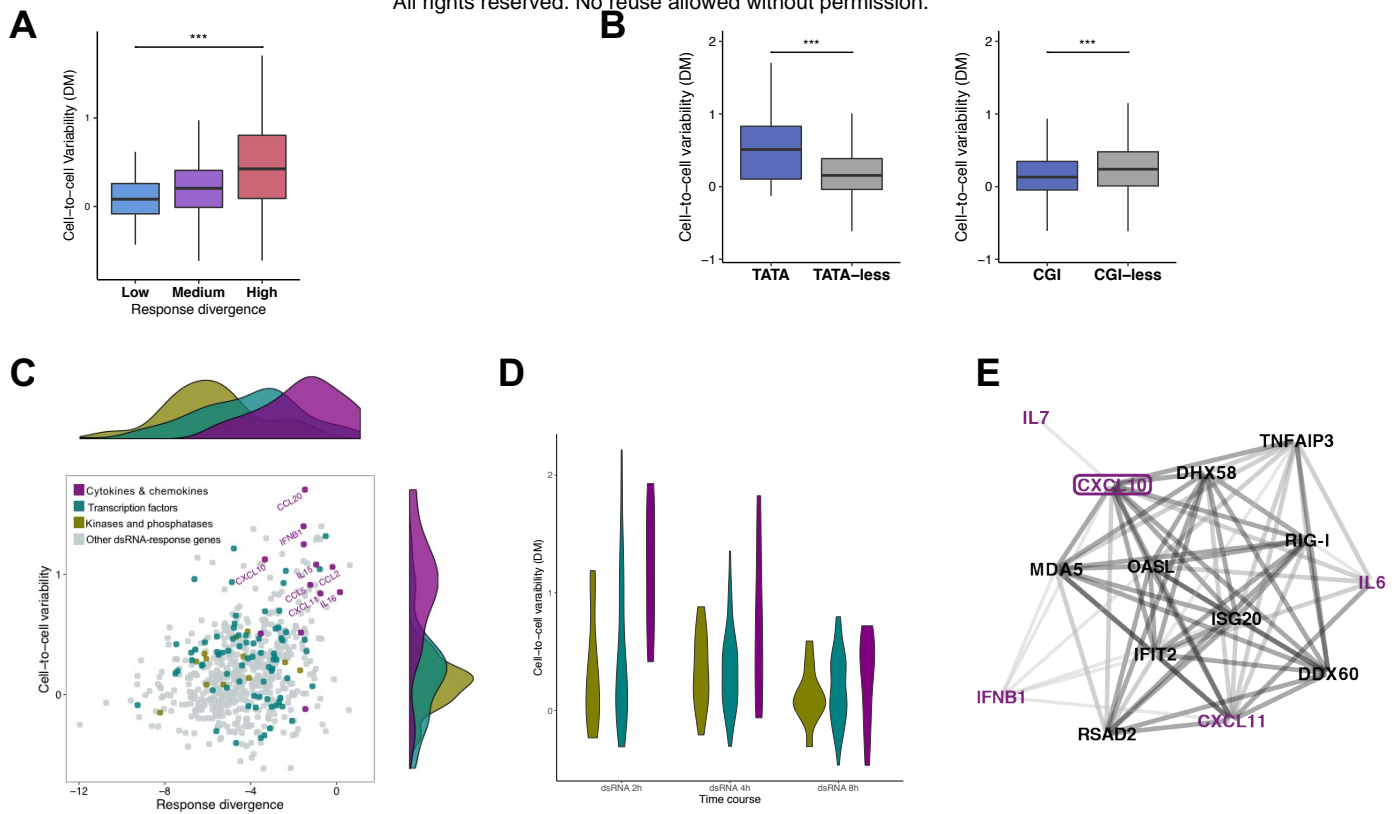 All rights reserved. No reuse allowed without permission.
A
***
Cell−to−cell Variability (DM)
1
0
Low Medium High
Response divergence
B
***
Cell−to−cell variability (DM)
2
1
0
−1
TATA TATA−less
***
Cell−to−cell variability (DM)
2
1
0
−1
CGI CGI−less
C
Cytokines & chemokines
Transcription factors
Kinases and phosphatases
Other dsRNA-response genes
CCL20
IFNB1
CXCL10
IL15
CCL2
CCL5
CXCL11
IL16
Cell−to−cell variability
1
0
−12 −8 −4 0
Response divergence
D
Cell−to−cell varaiblity (DM)
2
1
0
dsRNA 2h dsRNA 4h dsRNA 8h
Time course
E
IL7
TNFAIP3
DHX58
CXCL10
RIG-I
MDA5
OASL
IL6
ISG20
IFIT2
DDX60
IFNB1
CXCL11
RSAD2